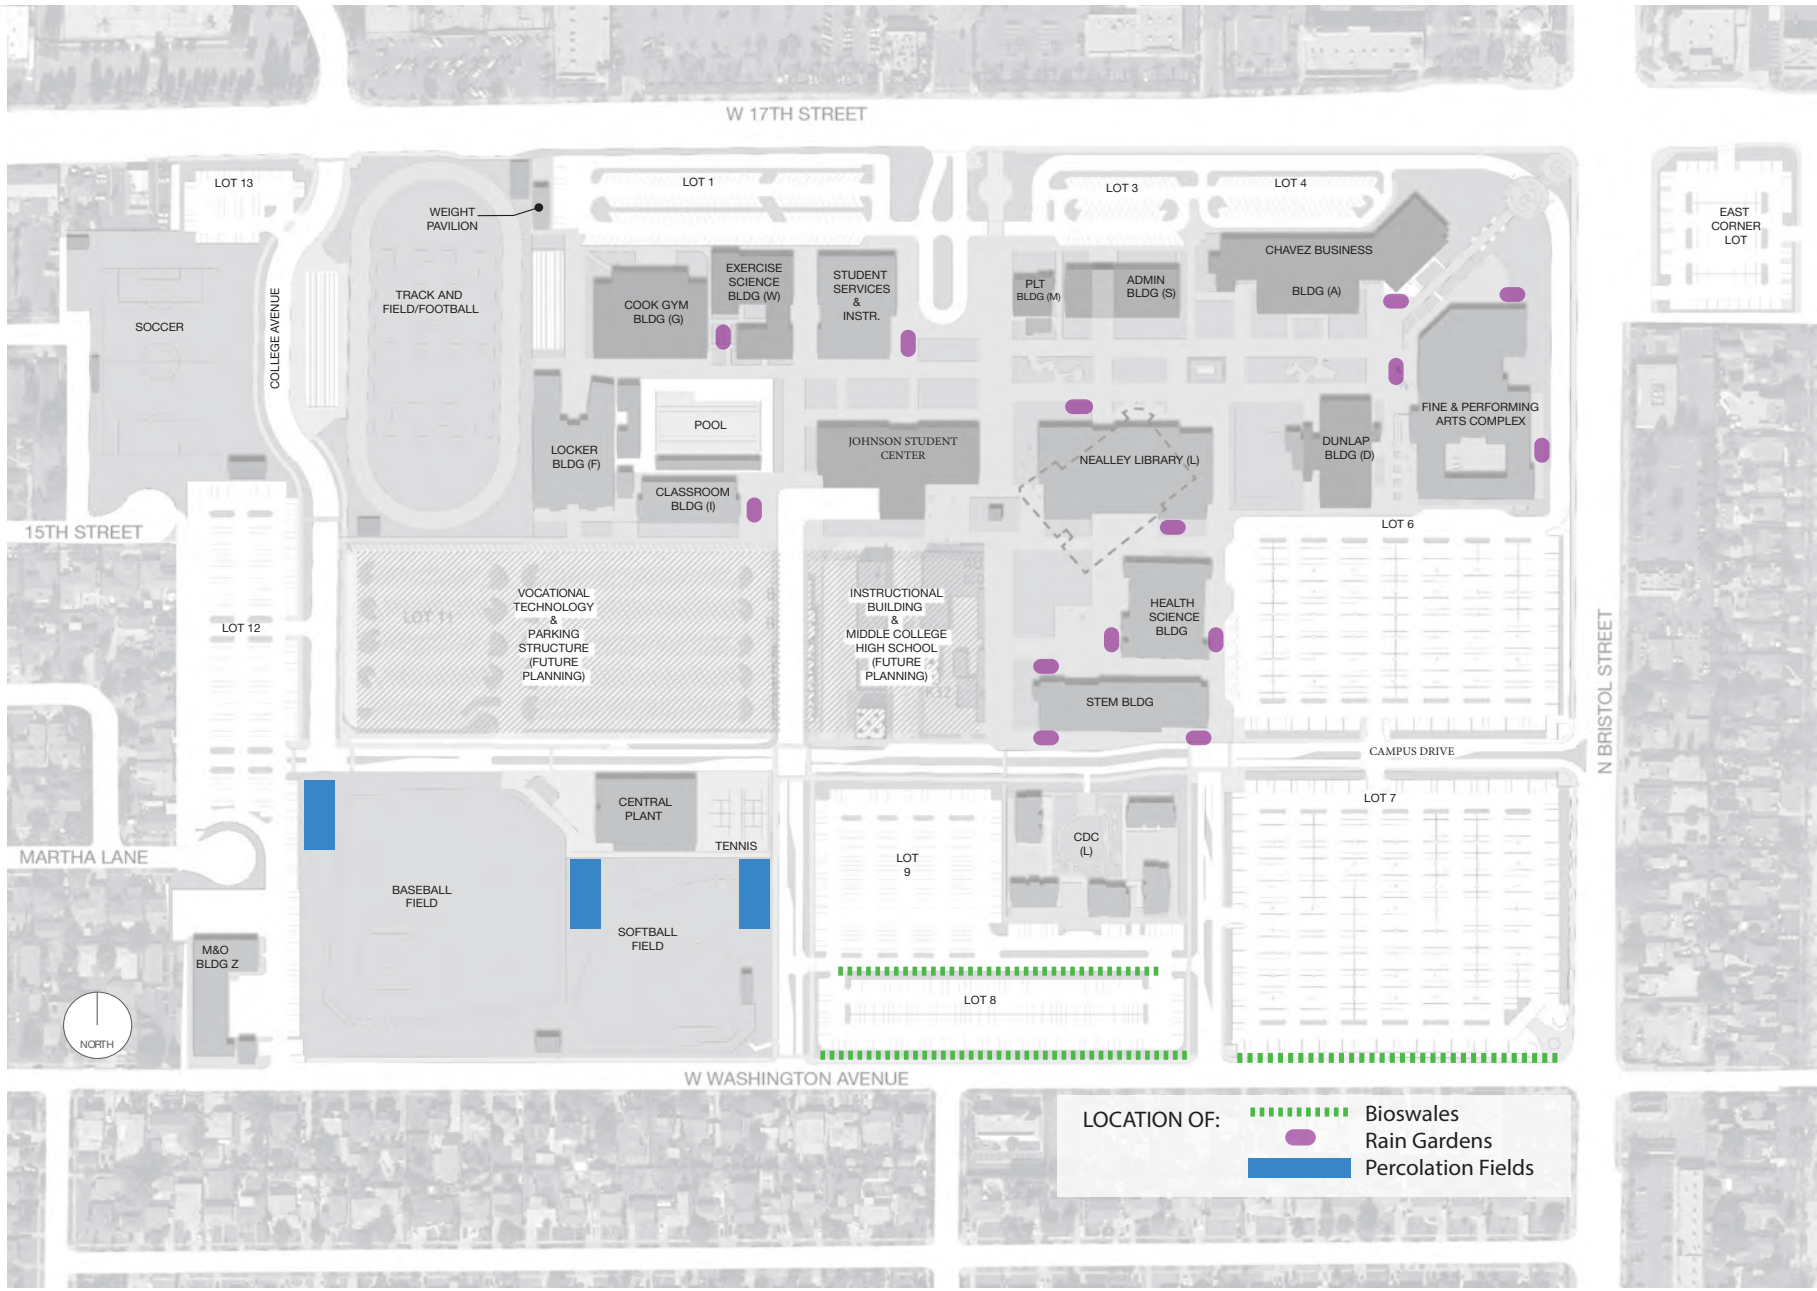 W 17TH STREET
LOT 13
LOT 1
LOT 3
LOT 4
WEIGHT
PAVILION
EAST
CORNER
LOT
CHAVEZ BUSINESS
BLDG (A)
EXERCISE
SCIENCE
BLDG (W)
STUDENT
SERVICES
&
INSTR.
PLT
BLDG (M)
ADMIN
BLDG (S)
COOK GYM
BLDG (G)
TRACK AND
FIELD/FOOTBALL
SOCCER
COLLEGE AVENUE
FINE & PERFORMING
ARTS COMPLEX
POOL
JOHNSON STUDENT
CENTER
DUNLAP
BLDG (D)
LOCKER
BLDG (F)
NEALLEY LIBRARY (L)
CLASSROOM
BLDG (I)
15TH STREET
LOT 6
LOT 11
VOCATIONAL
TECHNOLOGY
&
PARKING
STRUCTURE
(FUTURE
PLANNING)
INSTRUCTIONAL
BUILDING
&
MIDDLE COLLEGE
HIGH SCHOOL
(FUTURE
PLANNING)
HEALTH
SCIENCE
BLDG
LOT 12
N BRISTOL STREET
STEM BLDG
CAMPUS DRIVE
LOT 7
CENTRAL
PLANT
TENNIS
CDC
(L)
MARTHA LANE
LOT
9
BASEBALL
FIELD
SOFTBALL
FIELD
M&O
BLDG Z
LOT 8
NORTH
W WASHINGTON AVENUE
LOCATION OF:
Bioswales
Rain Gardens
Percolation Fields